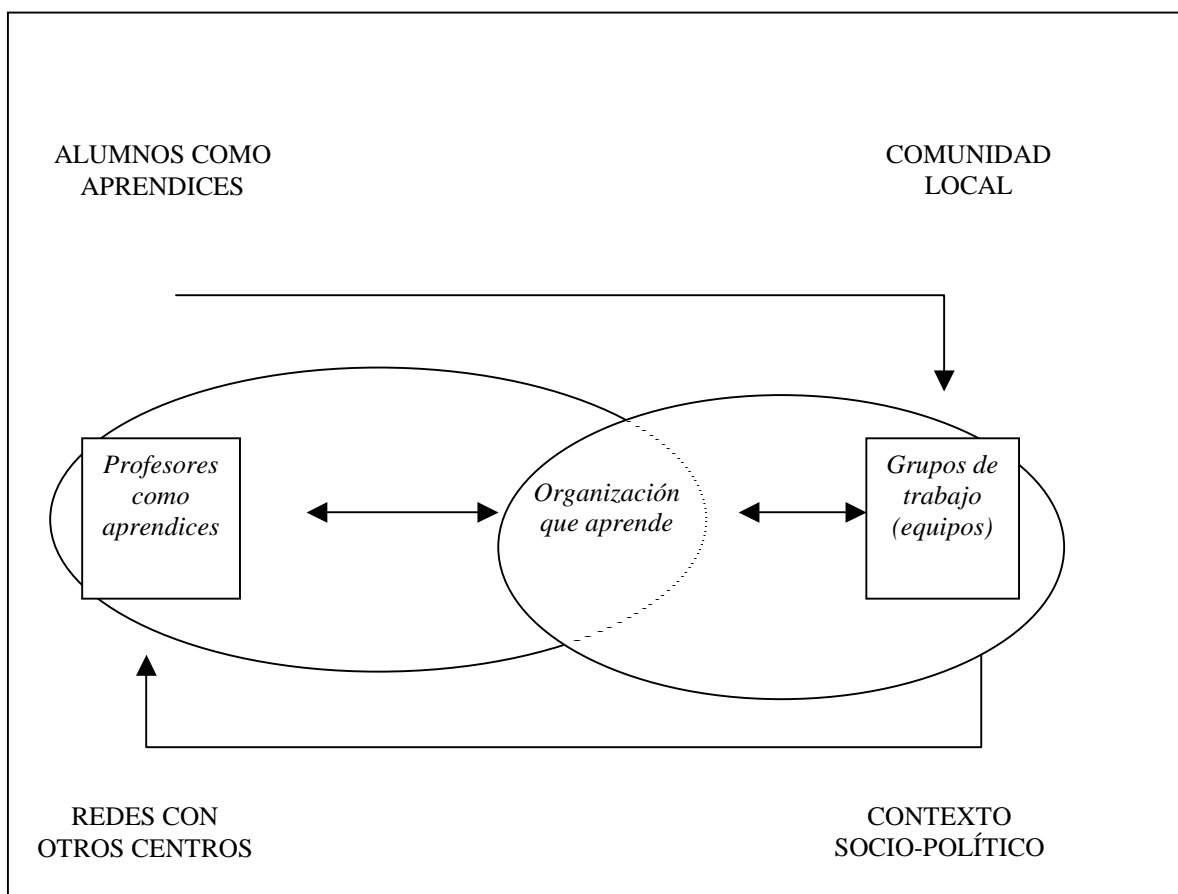 ALUMNOS COMO
APRENDICES
COMUNIDAD
LOCAL
Profesores
como
aprendices
Organización
que aprende
Grupos de
trabajo
(equipos)
REDES CON
OTROS CENTROS
CONTEXTO
SOCIO-POLÍTICO